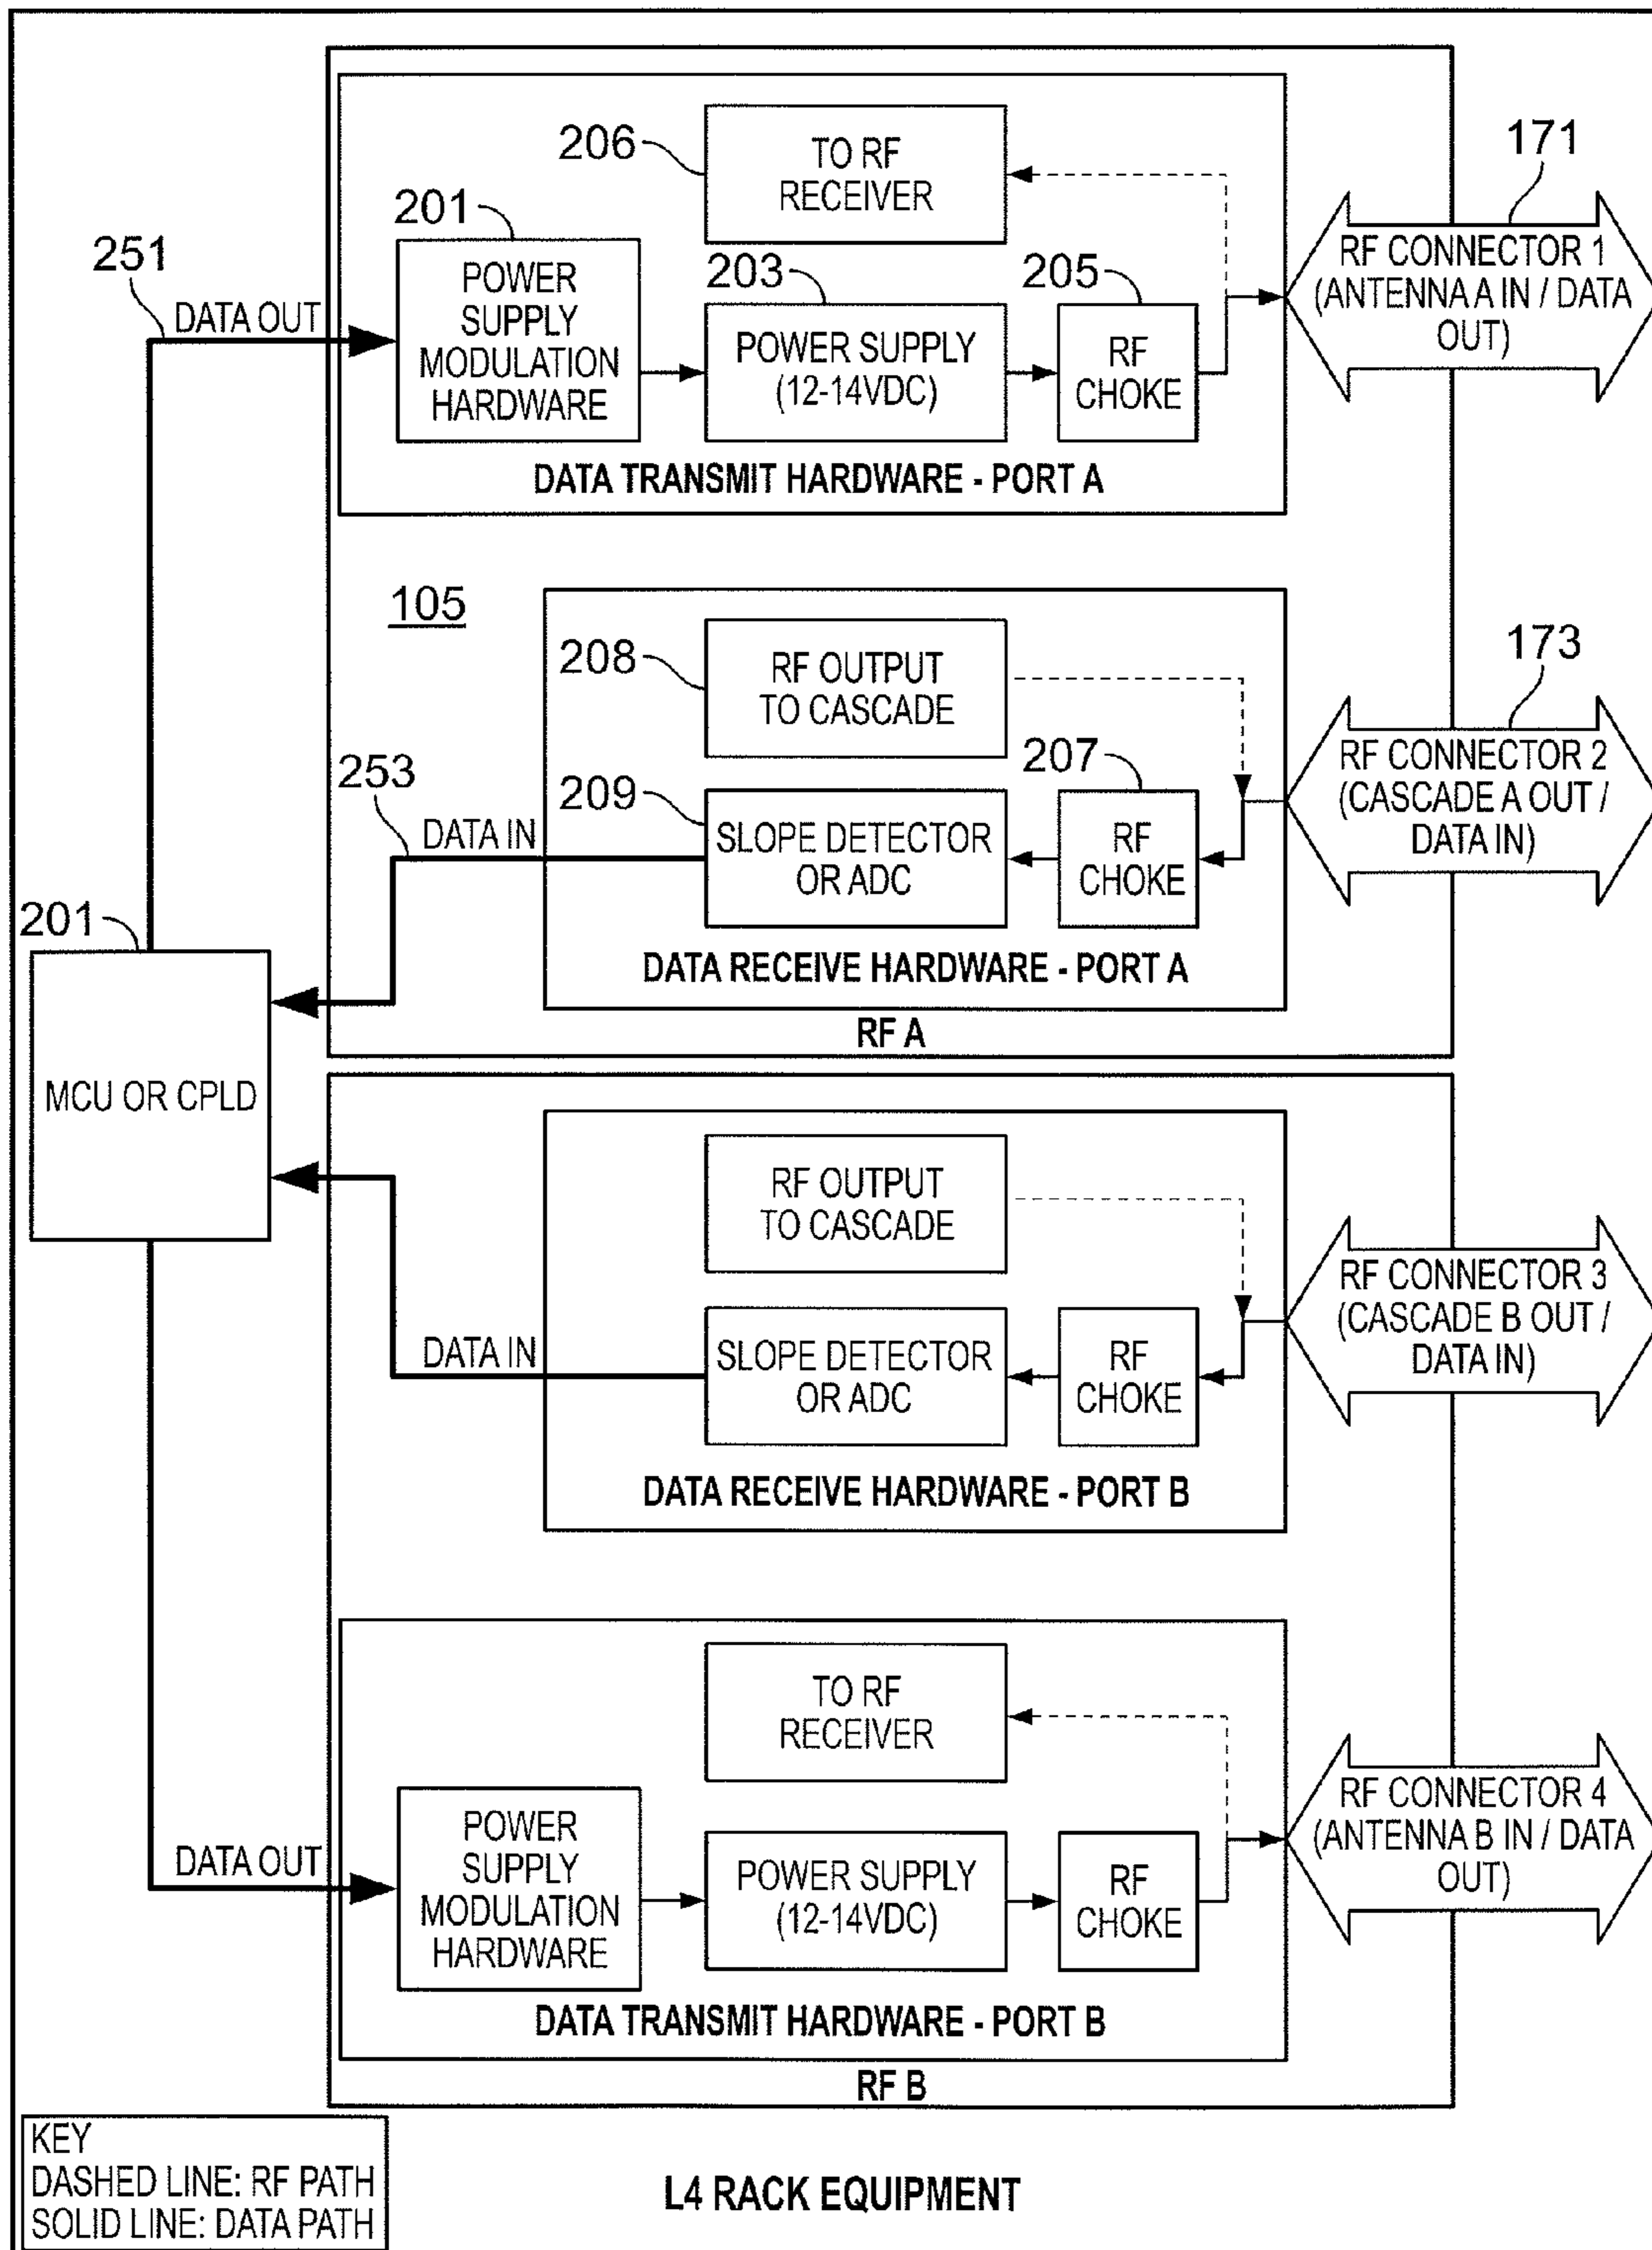 206
TO RF
RECEIVER
171
RF CONNECTOR 1
(ANTENNA A IN / DATA
OUT)
201
251
DATA OUT
POWER
SUPPLY
MODULATION
HARDWARE
203
POWER SUPPLY
(12-14VDC)
205
RF
CHOKE
DATA TRANSMIT HARDWARE - PORT A
105
208
RF OUTPUT
TO CASCADE
173
RF CONNECTOR 2
(CASCADE A OUT /
DATA IN)
253
DATA IN
209
SLOPE DETECTOR
OR ADC
207
RF
CHOKE
DATA RECEIVE HARDWARE - PORT A
RF A
201
MCU OR CPLD
RF OUTPUT
TO CASCADE
RF CONNECTOR 3
(CASCADE B OUT /
DATA IN)
DATA IN
SLOPE DETECTOR
OR ADC
RF
CHOKE
DATA RECEIVE HARDWARE - PORT B
TO RF
RECEIVER
RF CONNECTOR 4
(ANTENNA B IN / DATA
OUT)
DATA OUT
POWER
SUPPLY
MODULATION
HARDWARE
POWER SUPPLY
(12-14VDC)
RF
CHOKE
DATA TRANSMIT HARDWARE - PORT B
RF B
KEY
DASHED LINE: RF PATH
SOLID LINE: DATA PATH
L4 RACK EQUIPMENT